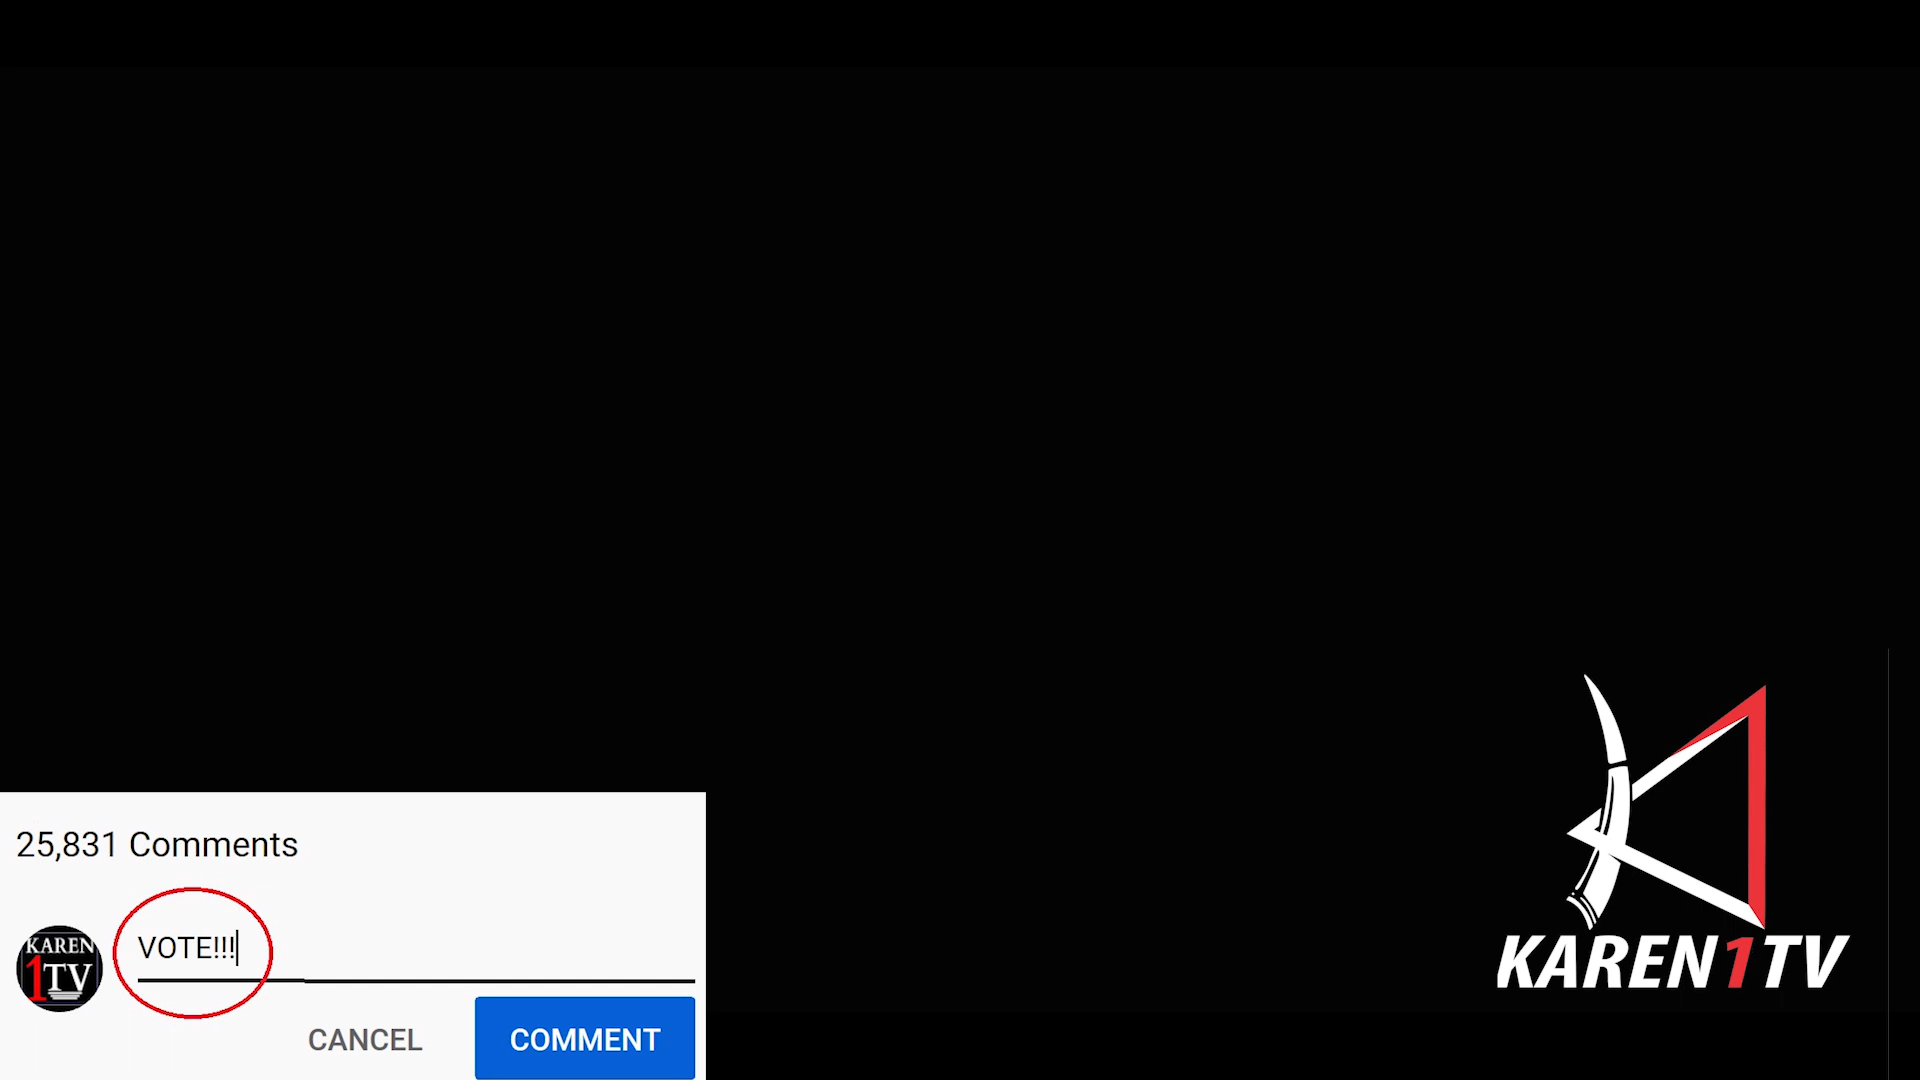 25,831 Comments
KAREN
1TV
VOTE!!!
CANCEL
COMMENT
KAREN1TV